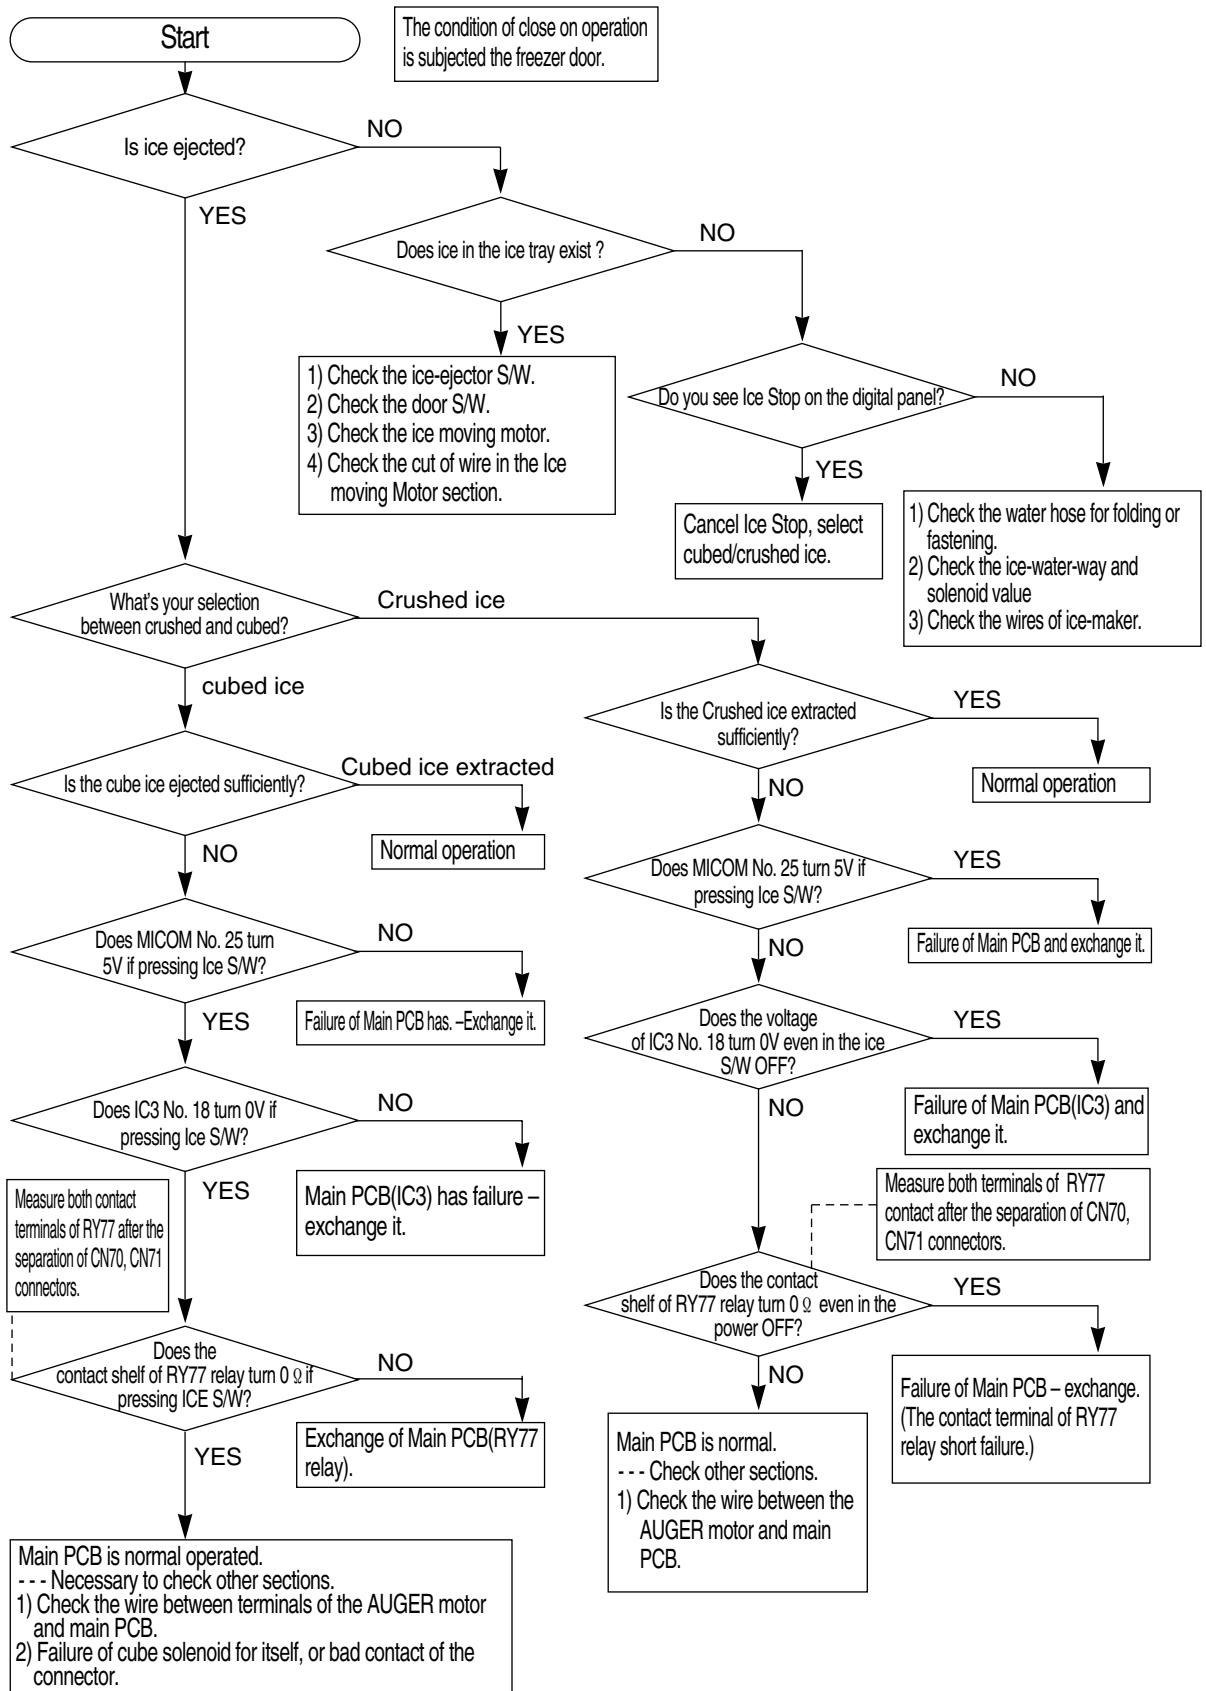 Start
The condition of close on operation
is subjected the freezer door.
Is ice ejected?
NO
YES
Does ice in the ice tray exist ?
NO
YES
1) Check the ice-ejector S/W.
2) Check the door S/W.
3) Check the ice moving motor.
4) Check the cut of wire in the Ice
moving Motor section.
Do you see Ice Stop on the digital panel?
NO
YES
Cancel Ice Stop, select
cubed/crushed ice.
1) Check the water hose for folding or
fastening.
2) Check the ice-water-way and
solenoid value
3) Check the wires of ice-maker.
What's your selection
between crushed and cubed?
Crushed ice
cubed ice
Is the Crushed ice extracted
sufficiently?
YES
Normal operation
NO
Is the cube ice ejected sufficiently?
Cubed ice extracted
Normal operation
NO
Does MICOM No. 25 turn 5V if
pressing Ice S/W?
YES
Failure of Main PCB and exchange it.
NO
Does MICOM No. 25 turn
5V if pressing Ice S/W?
NO
Failure of Main PCB has. –Exchange it.
YES
Does the voltage
of IC3 No. 18 turn 0V even in the ice
S/W OFF?
YES
Failure of Main PCB(IC3) and
exchange it.
NO
Does IC3 No. 18 turn 0V if
pressing Ice S/W?
NO
Main PCB(IC3) has failure –
exchange it.
YES
Measure both contact
terminals of RY77 after the
separation of CN70, CN71
connectors.
Measure both terminals of RY77
contact after the separation of CN70,
CN71 connectors.
Does the contact
shelf of RY77 relay turn 0 Ω even in the
power OFF?
YES
Failure of Main PCB – exchange.
(The contact terminal of RY77
relay short failure.)
NO
Main PCB is normal.
- - - Check other sections.
1) Check the wire between the
AUGER motor and main
PCB.
Does the
contact shelf of RY77 relay turn 0 Ω if
pressing ICE S/W?
NO
Exchange of Main PCB(RY77
relay).
YES
Main PCB is normal operated.
- - - Necessary to check other sections.
1) Check the wire between terminals of the AUGER motor
and main PCB.
2) Failure of cube solenoid for itself, or bad contact of the
connector.